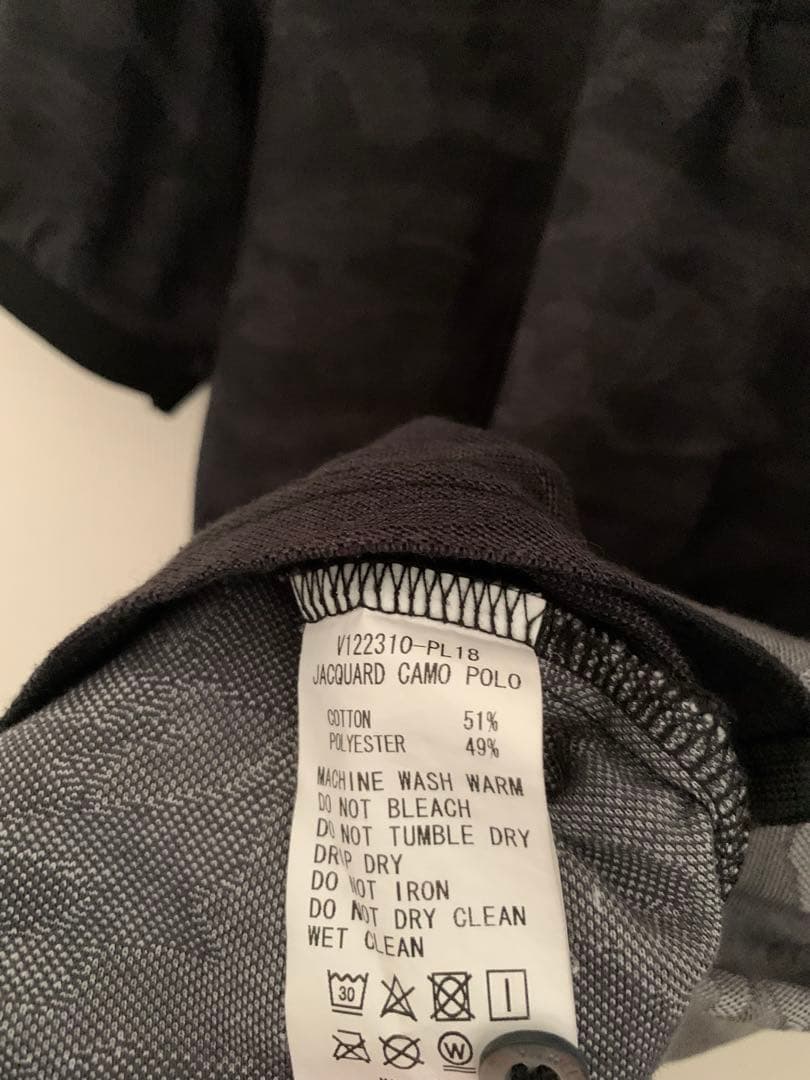 V122310-PL18
JACQUARD CAMO POLO
COTTON 51%
POLYESTER 49%
MACHINE WASH WARM
DO NOT BLEACH
DO NOT TUMBLE DRY
DRIP DRY
DO NOT IRON
DO NOT DRY CLEAN
WET CLEAN
30
W